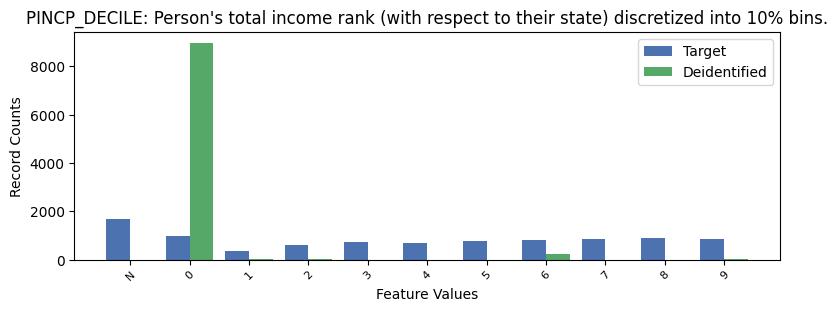 PINCP_DECILE: Person's total income rank (with respect to their state) discretized into 10% bins.
Target
Deidentified
Record Counts
8000
6000
4000
2000
0
N 0 1 2 3 4 5 6 7 8 9
Feature Values